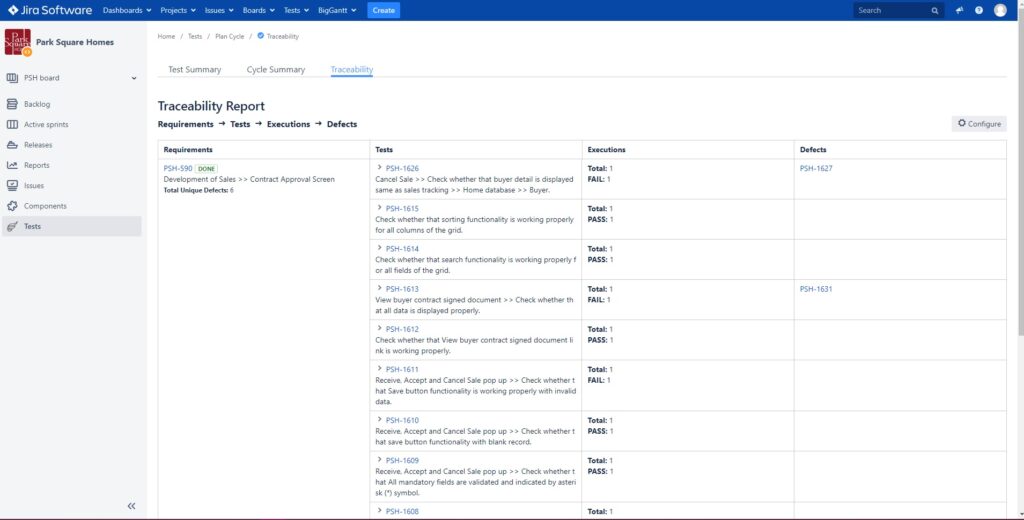 Jira Software Dashboards Projects Issues Boards Tests BigGantt Create Search
Park Square Homes
Home / Tests / Plan Cycle / Traceability
PSH board
Backlog
Active sprints
Releases
Reports
Issues
Components
Tests
Test Summary Cycle Summary Traceability
Traceability Report
Requirements → Tests → Executions → Defects
Configure
Requirements Tests Executions Defects
PSH-590 DONE
Development of Sales >> Contract Approval Screen
Total Unique Defects: 6
PSH-1626
Cancel Sale >> Check whether that buyer detail is displayed
same as sales tracking >> Home database >> Buyer.
Total: 1
FAIL: 1
PSH-1627
PSH-1615
Check whether that sorting functionality is working properly
for all columns of the grid.
Total: 1
PASS: 1
PSH-1614
Check whether that search functionality is working properly f
or all fields of the grid.
Total: 1
PASS: 1
PSH-1613
View buyer contract signed document >> Check whether th
at all data is displayed properly.
Total: 1
FAIL: 1
PSH-1631
PSH-1612
Check whether that View buyer contract signed document li
nk is working properly.
Total: 1
PASS: 1
PSH-1611
Receive, Accept and Cancel Sale pop up >> Check whether t
hat Save button functionality is working properly with invalid
data.
Total: 1
FAIL: 1
PSH-1610
Receive, Accept and Cancel Sale pop up >> Check whether t
hat save button functionality with blank record.
Total: 1
PASS: 1
PSH-1609
Receive, Accept and Cancel Sale pop up >> Check whether t
hat All mandatory fields are validated and indicated by asteri
sk (*) symbol.
Total: 1
PASS: 1
PSH-1608
Total: 1